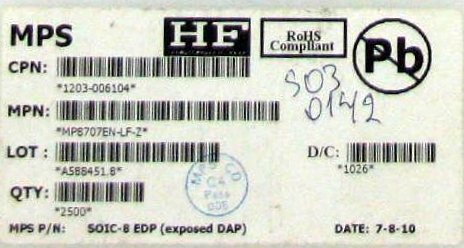 MPS HF RoHS Compliant Pb
CPN: *1203-006104*
S03
0142
MPN: *MP8707EN-LF-Z*
LOT : *A588451.8* D/C: *1026*
QTY: *2500*
MPS P/N: SOIC-8 EDP (exposed DAP) DATE: 7-8-10